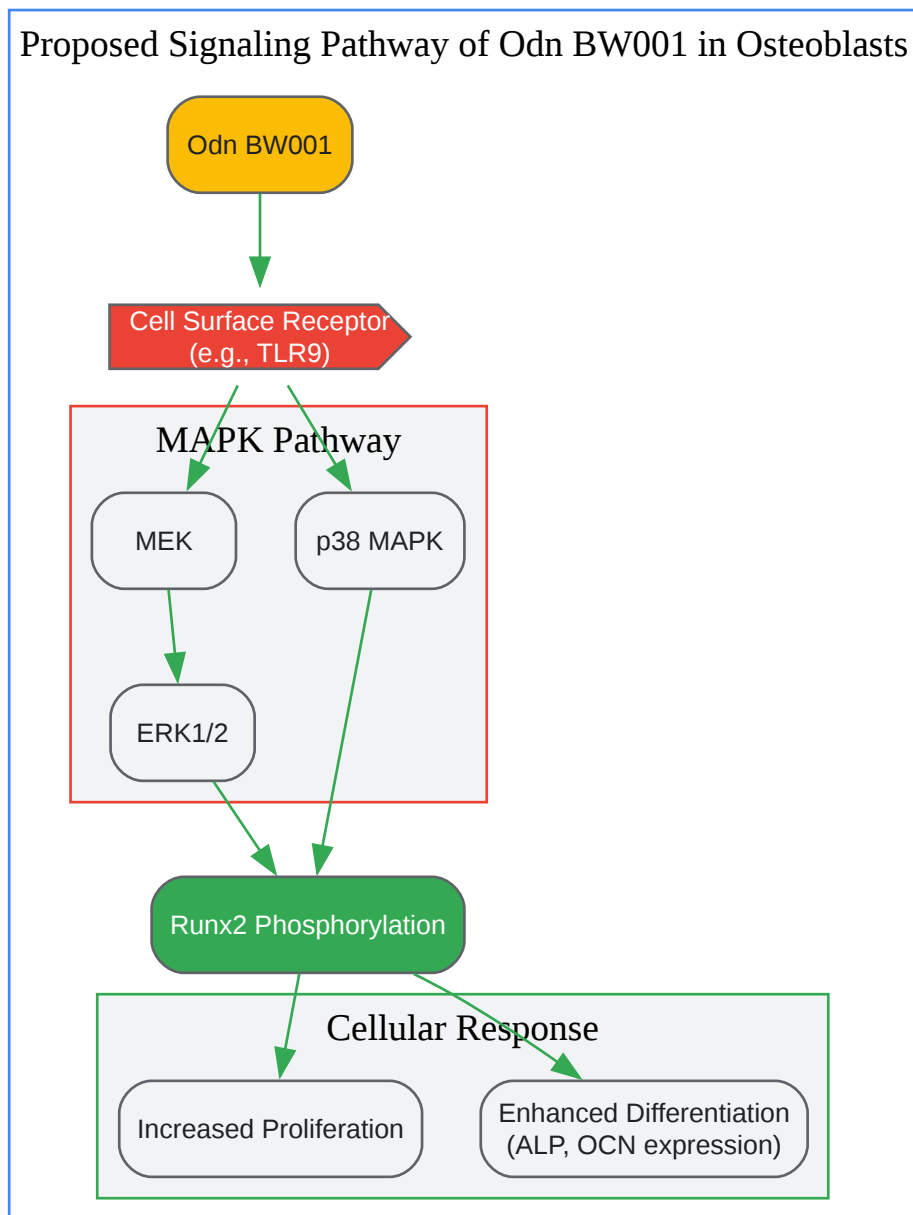 Proposed Signaling Pathway of Odn BW001 in Osteoblasts
Odn BW001
Cell Surface Receptor
(e.g., TLR9)
MAPK Pathway
MEK
p38 MAPK
ERK1/2
Runx2 Phosphorylation
Cellular Response
Increased Proliferation
Enhanced Differentiation
(ALP, OCN expression)